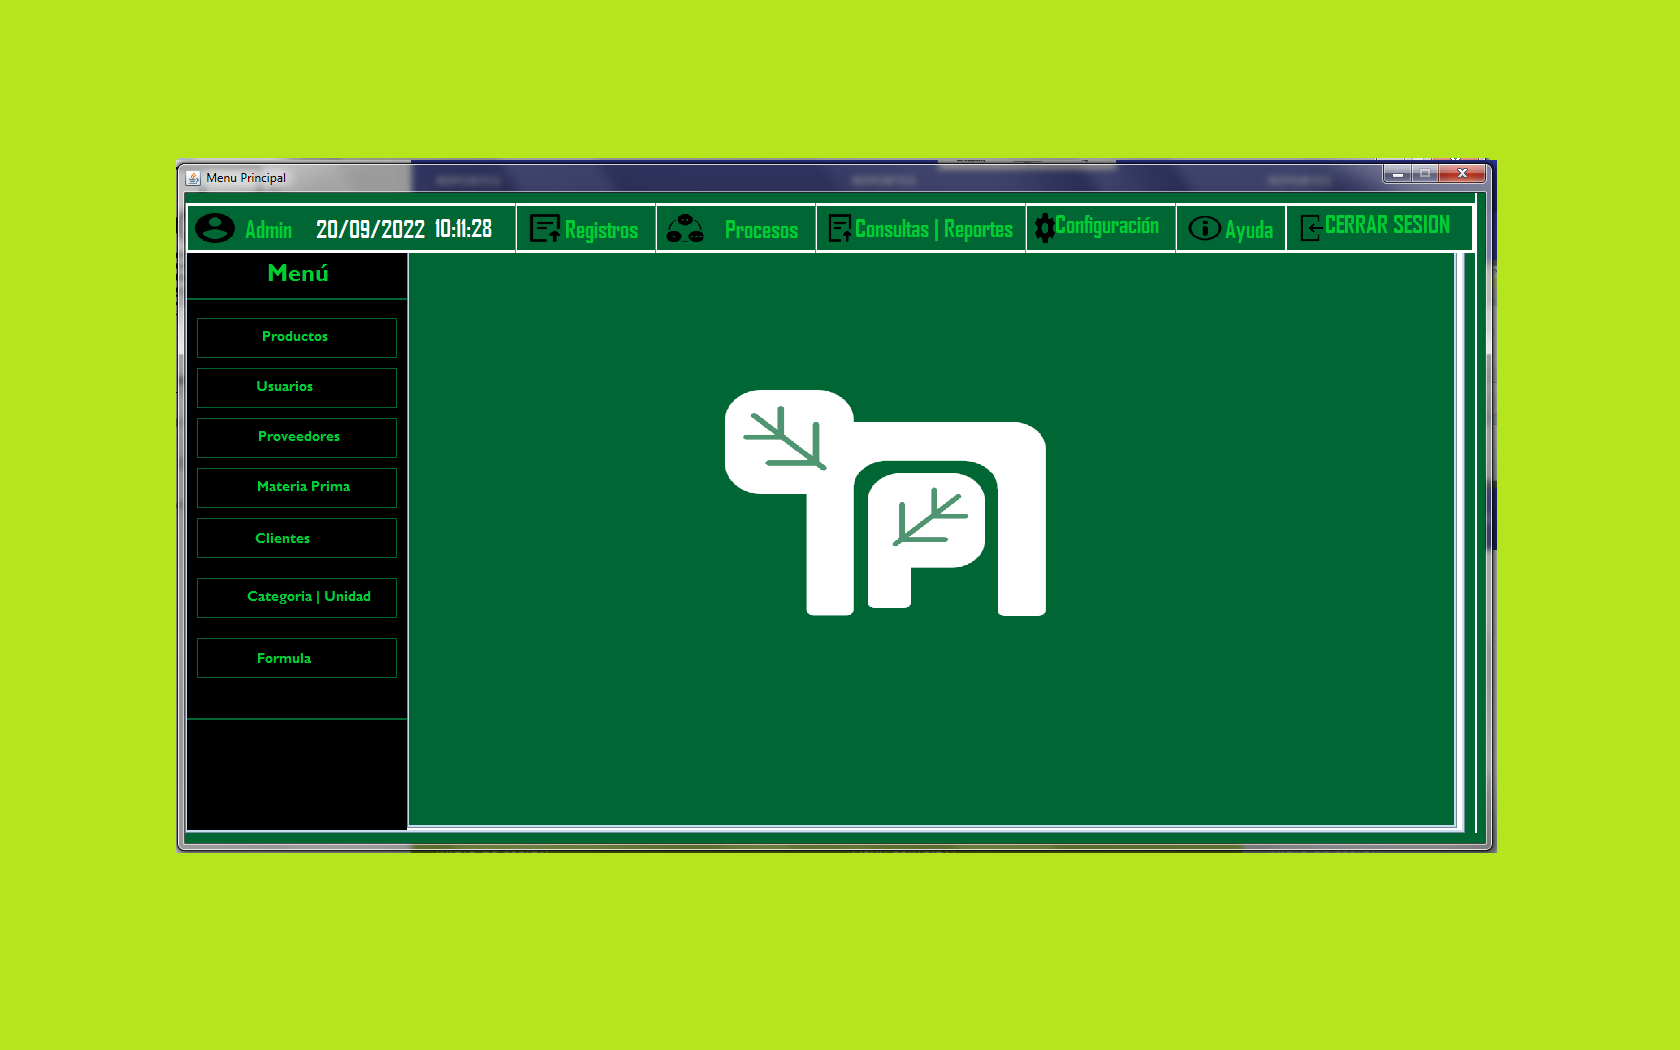 Menu Principal
Admin 20/09/2022 10:11:28 Registros Procesos Consultas | Reportes Configuración Ayuda CERRAR SESION
Menú
Productos
Usuarios
Proveedores
Materia Prima
Clientes
Categoria | Unidad
Formula